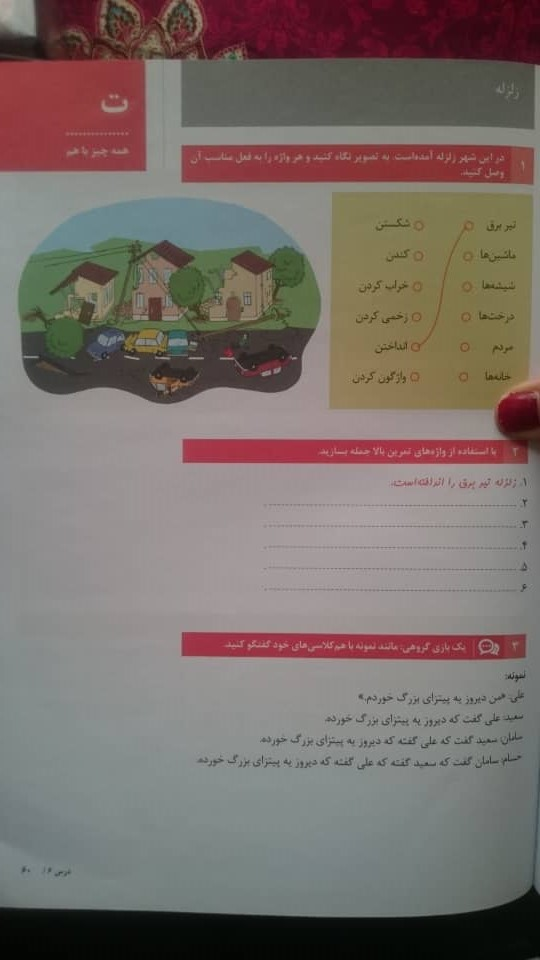 زلزله
ت
همه چیز با هم
۱ در این شهر زلزله آمده‌است. به تصویر نگاه کنید و هر واژه را به فعل مناسب آن
وصل کنید.
تیر برق شکستن
ماشین‌ها کندن
شیشه‌ها خراب کردن
درخت‌ها زخمی کردن
مردم انداختن
خانه‌ها واژگون کردن
۲ با استفاده از واژه‌های تمرین بالا جمله بسازید.
۱. زلزله تیر برق را انداخته‌است.
۲.
۳.
۴.
۵.
۶.
۳ یک بازی گروهی: مانند نمونه با هم‌کلاسی‌های خود گفتگو کنید.
نمونه:
علی: «من دیروز یه پیتزای بزرگ خوردم.»
سعید: علی گفت که دیروز یه پیتزای بزرگ خورده.
سامان: سعید گفت که علی گفته که دیروز یه پیتزای بزرگ خورده.
حسام: سامان گفت که سعید گفته که علی گفته که دیروز یه پیتزای بزرگ خورده.
درس ۶ / ۶۰